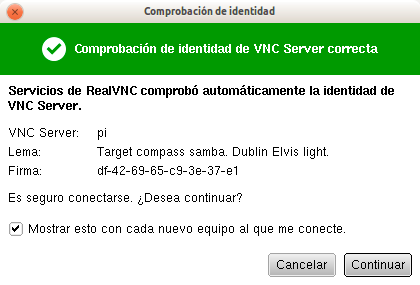 Comprobación de identidad
Comprobación de identidad de VNC Server correcta
Servicios de RealVNC comprobó automáticamente la identidad de
VNC Server.
VNC Server: pi
Lema: Target compass samba. Dublin Elvis light.
Firma: df-42-69-65-c9-3e-37-e1
Es seguro conectarse. ¿Desea continuar?
Mostrar esto con cada nuevo equipo al que me conecte.
Cancelar Continuar